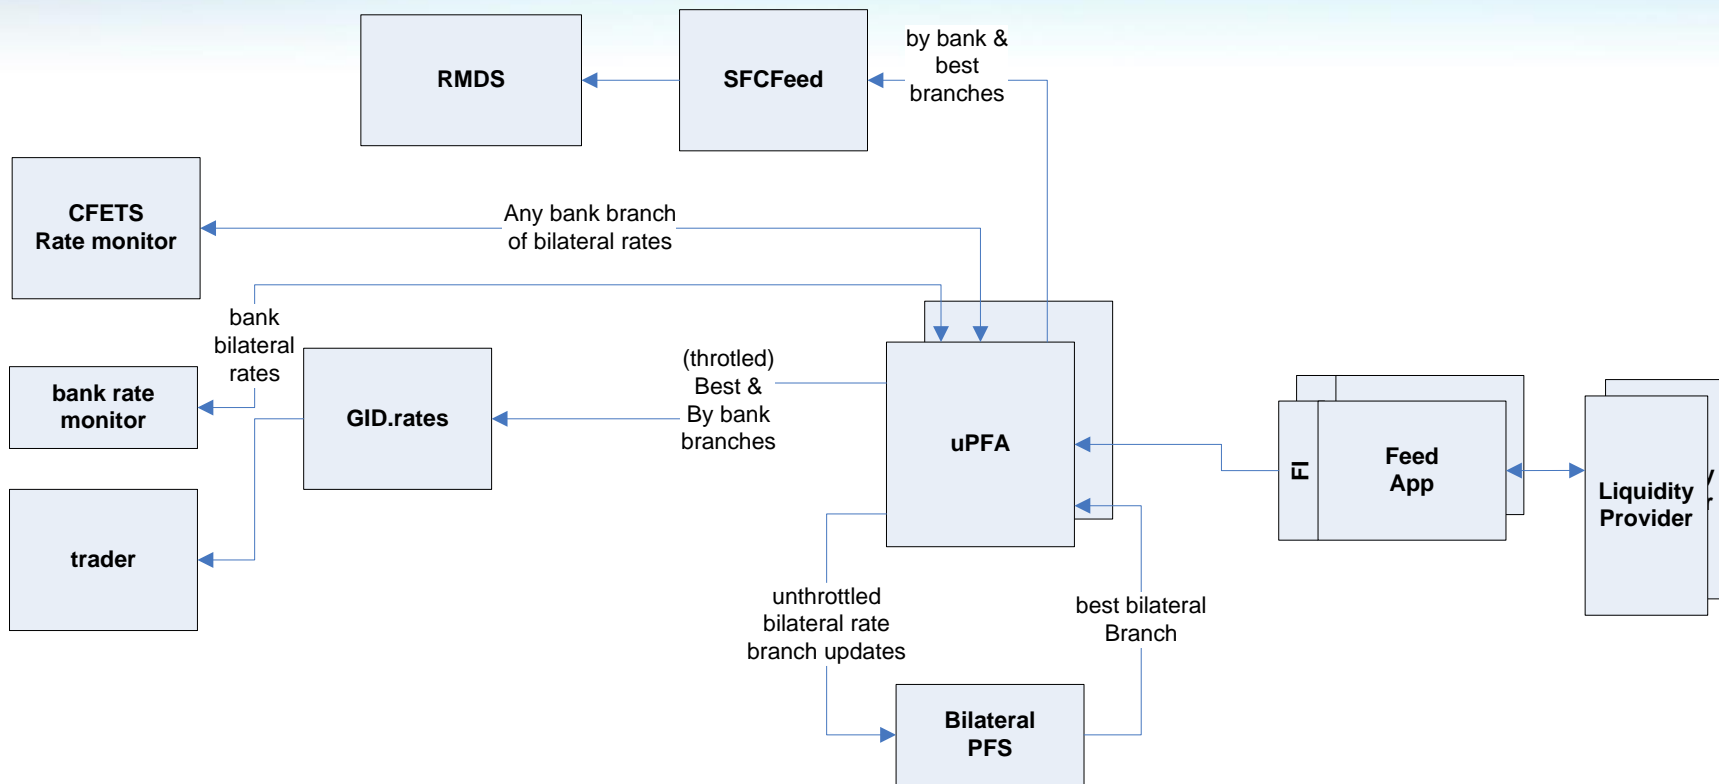 RMDS
SFCFeed
by bank &
best
branches
CFETS
Rate monitor
Any bank branch
of bilateral rates
bank
bilateral
rates
bank rate
monitor
GID.rates
(throtled)
Best &
By bank
branches
uPFA
FI
Feed
App
Liquidity
Provider
y
r
trader
unthrottled
bilateral rate
branch updates
best bilateral
Branch
Bilateral
PFS